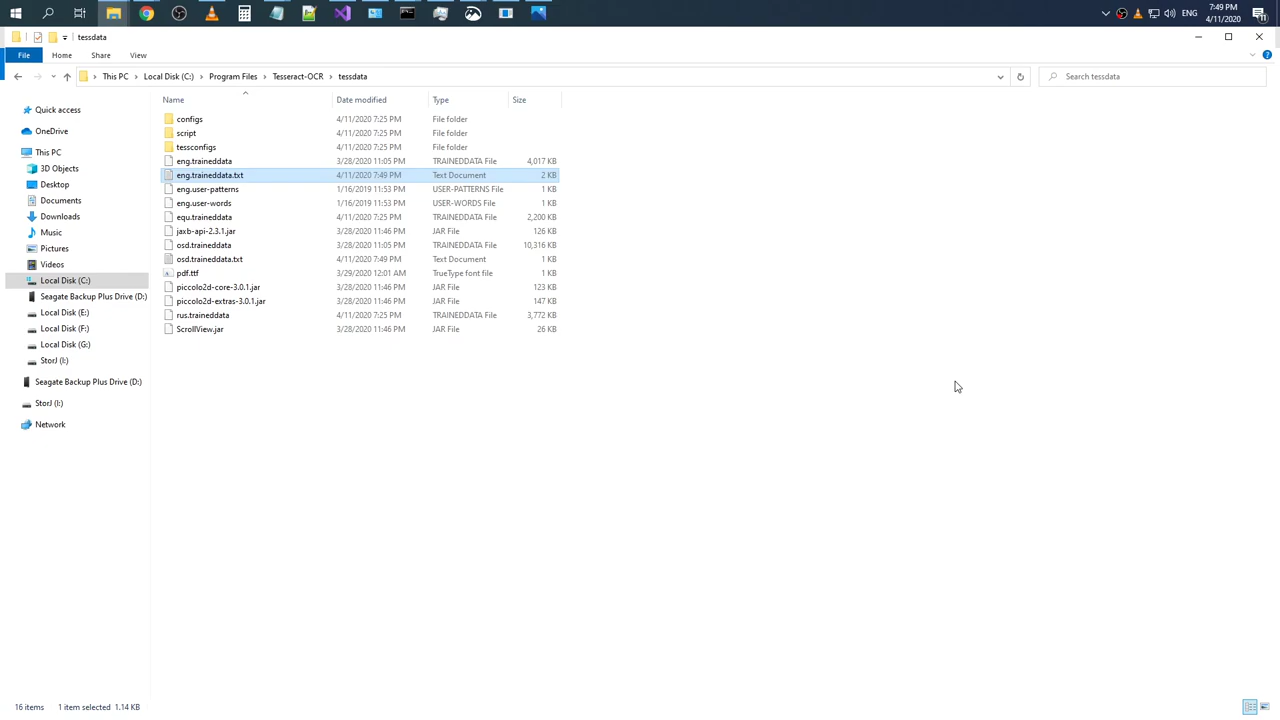 7:49 PM
ENG
4/11/2020
11
tessdata
File Home Share View
This PC Local Disk (C:) Program Files Tesseract-OCR tessdata
Search tessdata
Name Date modified Type Size
Quick access
OneDrive
This PC
3D Objects
Desktop
Documents
Downloads
Music
Pictures
Videos
Local Disk (C:)
Seagate Backup Plus Drive (D:)
Local Disk (E:)
Local Disk (F:)
Local Disk (G:)
StorJ (I:)
Seagate Backup Plus Drive (D:)
StorJ (I:)
Network
configs 4/11/2020 7:25 PM File folder
script 4/11/2020 7:25 PM File folder
tessconfigs 4/11/2020 7:25 PM File folder
eng.traineddata 3/28/2020 11:05 PM TRAINEDDATA File 4,017 KB
eng.traineddata.txt 4/11/2020 7:49 PM Text Document 2 KB
eng.user-patterns 1/16/2019 11:53 PM USER-PATTERNS File 1 KB
eng.user-words 1/16/2019 11:53 PM USER-WORDS File 1 KB
equ.traineddata 4/11/2020 7:25 PM TRAINEDDATA File 2,200 KB
jaxb-api-2.3.1.jar 3/28/2020 11:46 PM JAR File 126 KB
osd.traineddata 3/28/2020 11:05 PM TRAINEDDATA File 10,316 KB
osd.traineddata.txt 4/11/2020 7:49 PM Text Document 1 KB
pdf.ttf 3/29/2020 12:01 AM TrueType font file 1 KB
piccolo2d-core-3.0.1.jar 3/28/2020 11:46 PM JAR File 123 KB
piccolo2d-extras-3.0.1.jar 3/28/2020 11:46 PM JAR File 147 KB
rus.traineddata 4/11/2020 7:25 PM TRAINEDDATA File 3,772 KB
ScrollView.jar 3/28/2020 11:46 PM JAR File 26 KB
16 items 1 item selected 1.14 KB